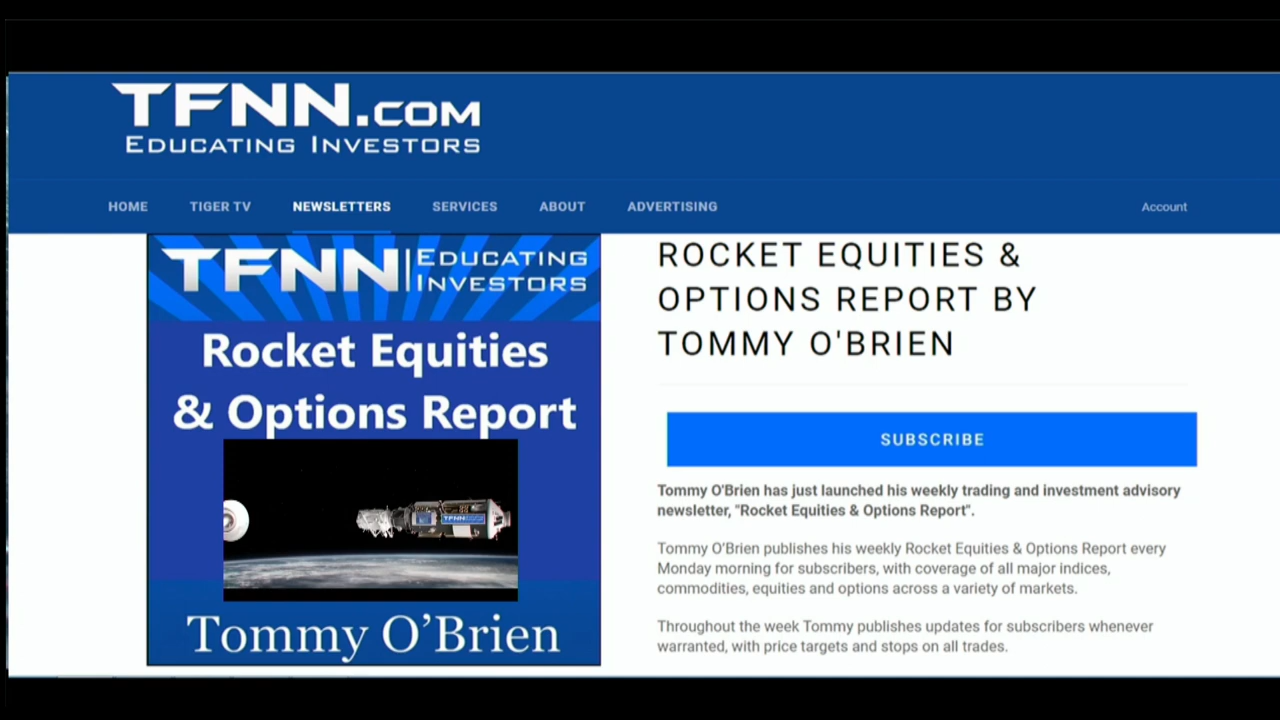 TFNN.COM
EDUCATING INVESTORS
HOME TIGER TV NEWSLETTERS SERVICES ABOUT ADVERTISING Account
TFNN EDUCATING
INVESTORS
Rocket Equities
& Options Report
TFNN
Tommy O’Brien
ROCKET EQUITIES &
OPTIONS REPORT BY
TOMMY O'BRIEN
SUBSCRIBE
Tommy O'Brien has just launched his weekly trading and investment advisory
newsletter, "Rocket Equities & Options Report".
Tommy O’Brien publishes his weekly Rocket Equities & Options Report every
Monday morning for subscribers, with coverage of all major indices,
commodities, equities and options across a variety of markets.
Throughout the week Tommy publishes updates for subscribers whenever
warranted, with price targets and stops on all trades.